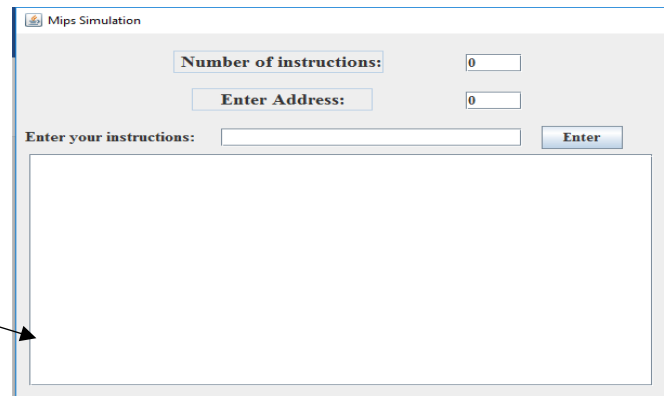 Mips Simulation
Number of instructions: 0
Enter Address: 0
Enter your instructions: Enter